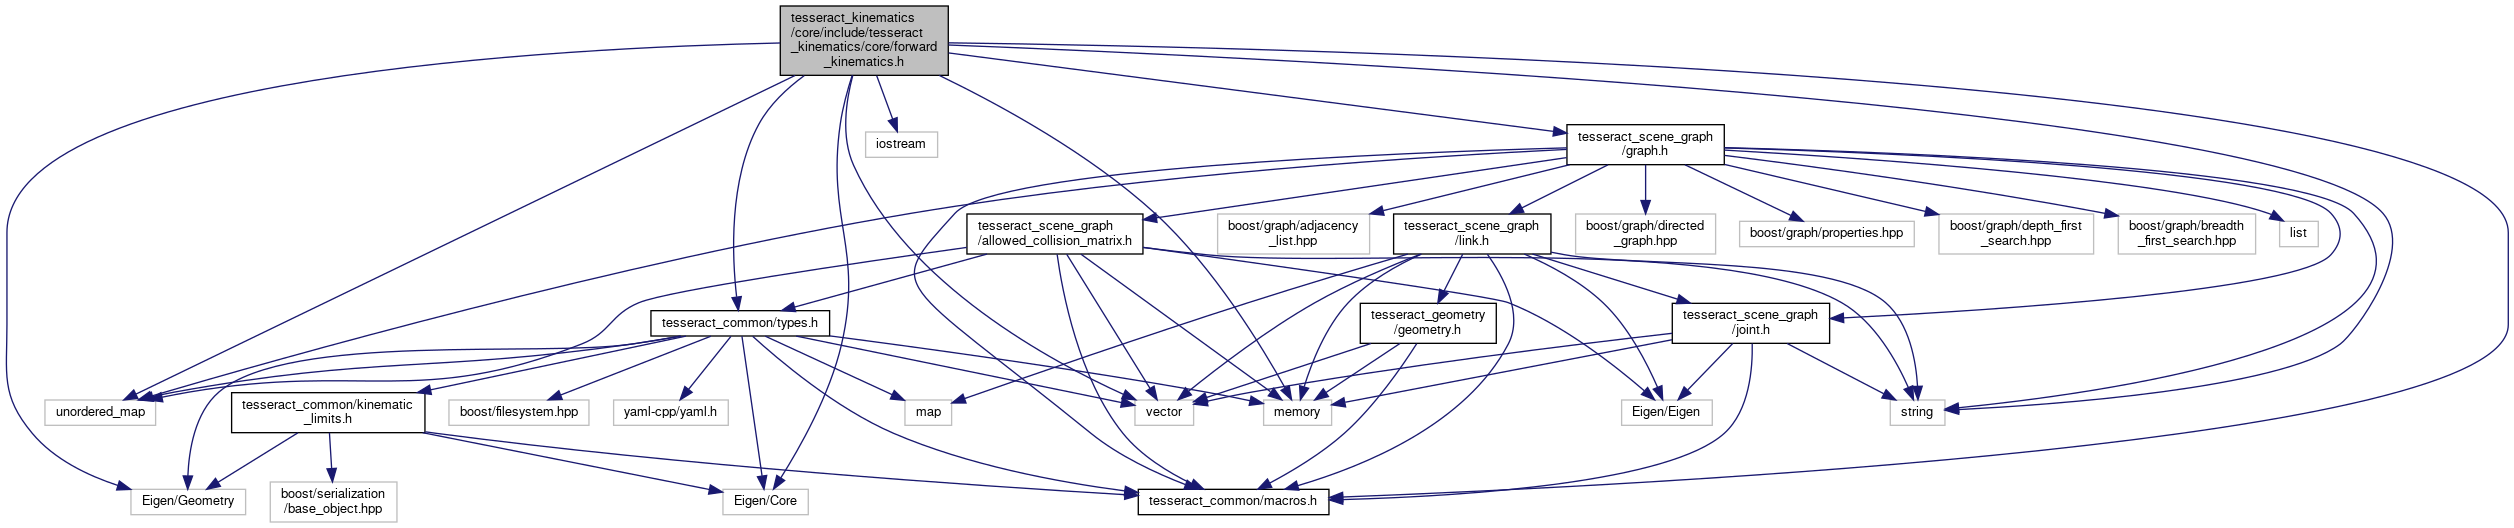 tesseract_kinematics
/core/include/tesseract
_kinematics/core/forward
_kinematics.h
iostream
tesseract_scene_graph
/graph.h
tesseract_scene_graph
/allowed_collision_matrix.h
boost/graph/adjacency
_list.hpp
tesseract_scene_graph
/link.h
boost/graph/directed
_graph.hpp
boost/graph/properties.hpp
boost/graph/depth_first
_search.hpp
boost/graph/breadth
_first_search.hpp
list
tesseract_common/types.h
tesseract_geometry
/geometry.h
tesseract_scene_graph
/joint.h
unordered_map
tesseract_common/kinematic
_limits.h
boost/filesystem.hpp
yaml-cpp/yaml.h
map
vector
memory
Eigen/Eigen
string
Eigen/Geometry
boost/serialization
/base_object.hpp
Eigen/Core
tesseract_common/macros.h